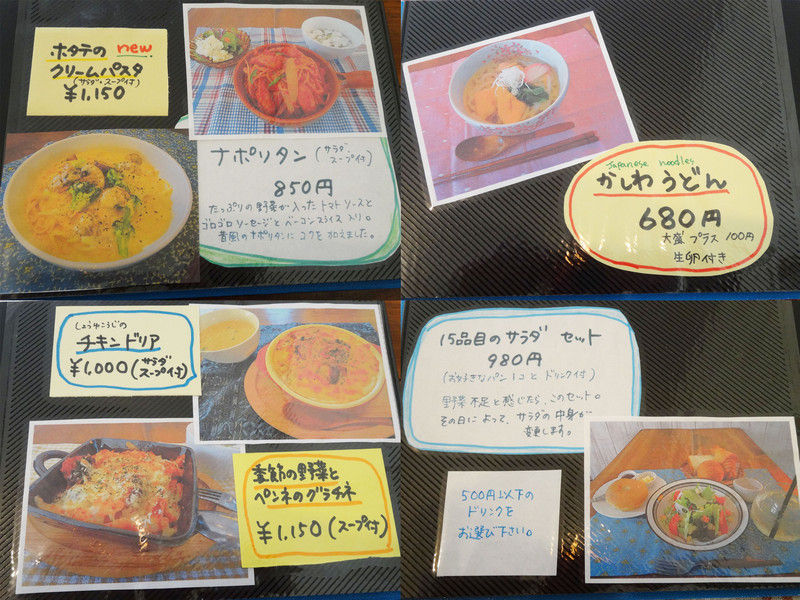 ホタテの new
クリームパスタ
(サラダ・スープ付)
¥1,150
ナポリタン (サラダ スープ付)
850円
たっぷりの野菜が入ったトマトソースと
ゴロゴロソーセージとベーコンスライス入り。
昔風のナポリタンにコクを加えました。
Japanese noodles
かしわうどん
680円
大盛プラス100円
生卵付き
しょうゆこうじの
チキンドリア
¥1,000 (サラダ スープ付)
季節の野菜と
ペンネのグラチネ
¥1,150 (スープ付)
15品目のサラダ セット
980円
(お好きなパン1コとドリンク付)
野菜不足と感じたら、このセット。
その日によって、サラダの中身が
変更します。
500円以下の
ドリンクを
お選び下さい。